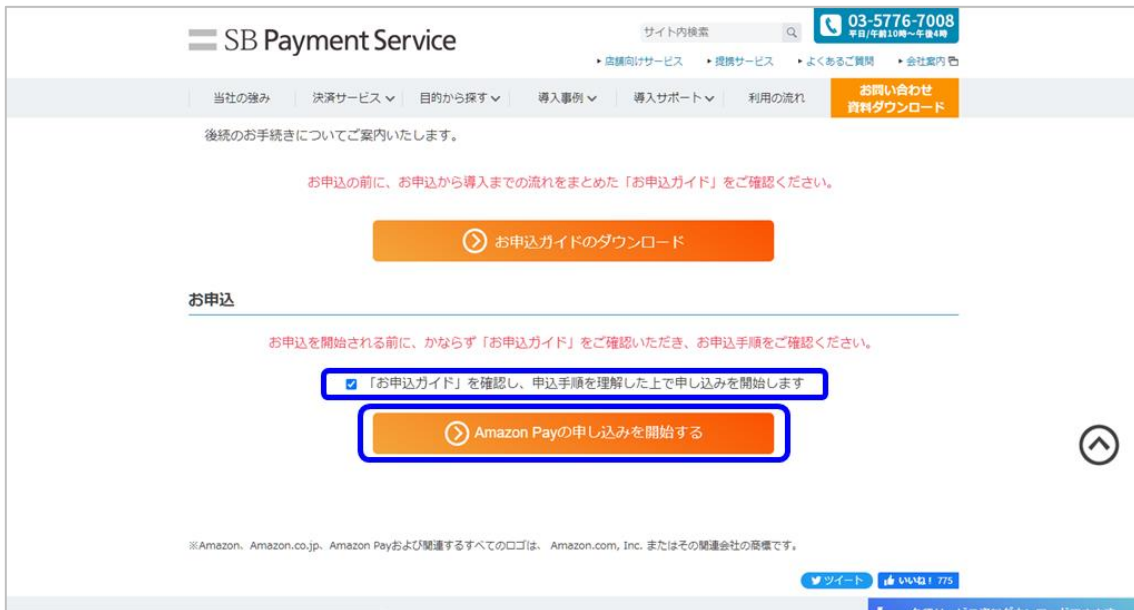 SB Payment Service
サイト内検索
03-5776-7008
平日/午前10時～午後4時
店舗向けサービス 提携サービス よくあるご質問 会社案内
当社の強み 決済サービス 目的から探す 導入事例 導入サポート 利用の流れ
お問い合わせ
資料ダウンロード
後続のお手続きについてご案内いたします。
お申込の前に、お申込から導入までの流れをまとめた「お申込ガイド」をご確認ください。
お申込ガイドのダウンロード
お申込
お申込を開始される前に、かならず「お申込ガイド」をご確認いただき、お申込手順をご確認ください。
「お申込ガイド」を確認し、申込手順を理解した上で申し込みを開始します
Amazon Payの申し込みを開始する
※Amazon、Amazon.co.jp、Amazon Payおよび関連するすべてのロゴは、 Amazon.com, Inc. またはその関連会社の商標です。
ツイート
いいね！ 775